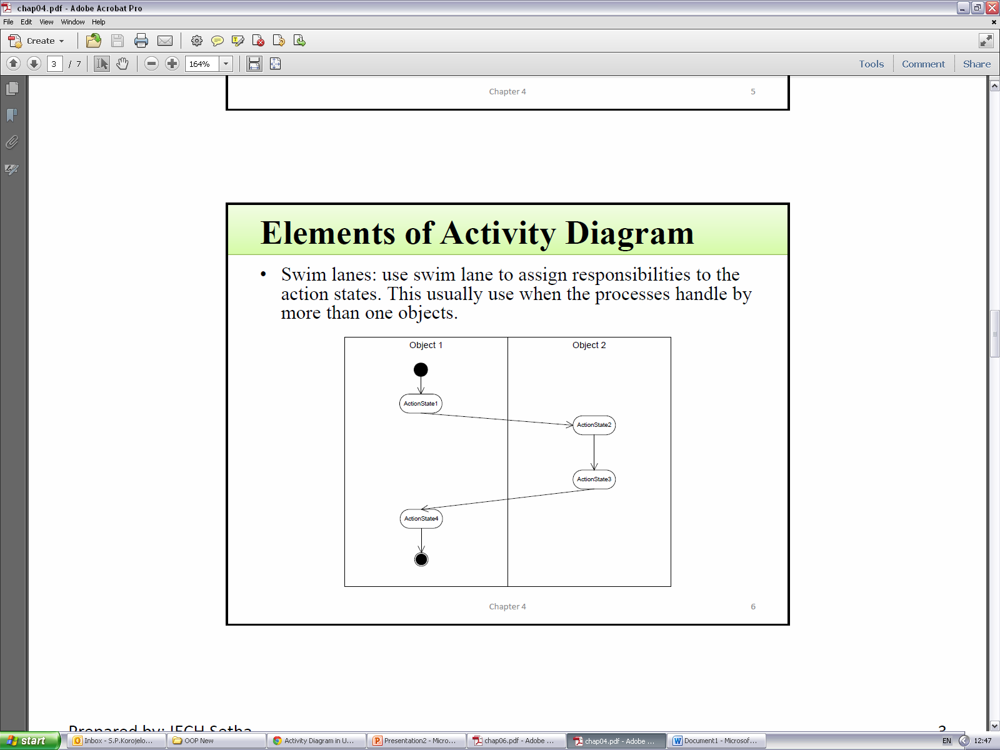 chap04.pdf - Adobe Acrobat Pro
File Edit View Window Help
Create
3 / 7 164% Tools Comment Share
Chapter 4 5
Elements of Activity Diagram
• Swim lanes: use swim lane to assign responsibilities to the
action states. This usually use when the processes handle by
more than one objects.
Object 1 Object 2
ActionState1
ActionState2
ActionState3
ActionState4
Chapter 4 6
Prepared by: IECH Setha 3
start Inbox - S.P.Korojelo... OOP New Activity Diagram in U... Presentation2 - Micro... chap06.pdf - Adobe ... chap04.pdf - Adobe ... Document1 - Microsof... EN 12:47